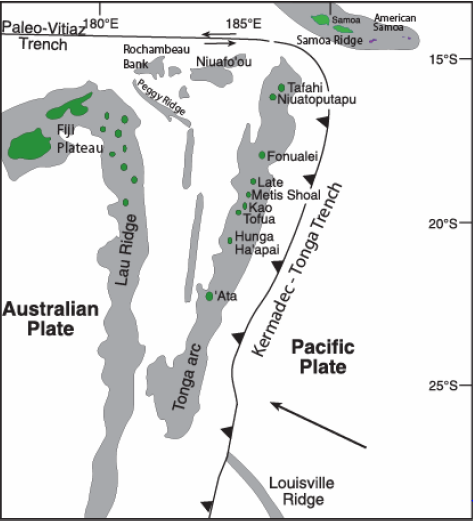 180°E
185°E
Samoa
American
Samoa
Samoa Ridge
Paleo-Vitiaz
Trench
Rochambeau
Bank
Niuafo'ou
15°S
Peggy Ridge
Tafahi
Niuatoputapu
Fiji
Plateau
Fonualei
Late
Metis Shoal
Kao
Tofua
20°S
Hunga
Ha'apai
Lau Ridge
Kermadec - Tonga Trench
'Ata
Australian
Plate
Pacific
Plate
Tonga arc
25°S
Louisville
Ridge